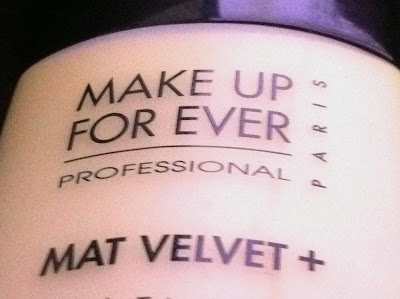 MAKE UP
FOR EVER
PROFESSIONAL
PARIS
MAT VELVET +